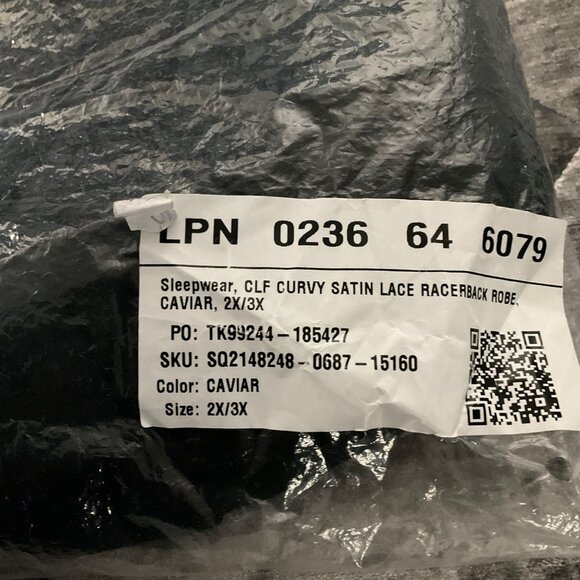 LPN 0236 64 6079
Sleepwear, CLF CURVY SATIN LACE RACERBACK ROBE,
CAVIAR, 2X/3X
PO: TK99244-185427
SKU: SQ2148248-0687-15160
Color: CAVIAR
Size: 2X/3X